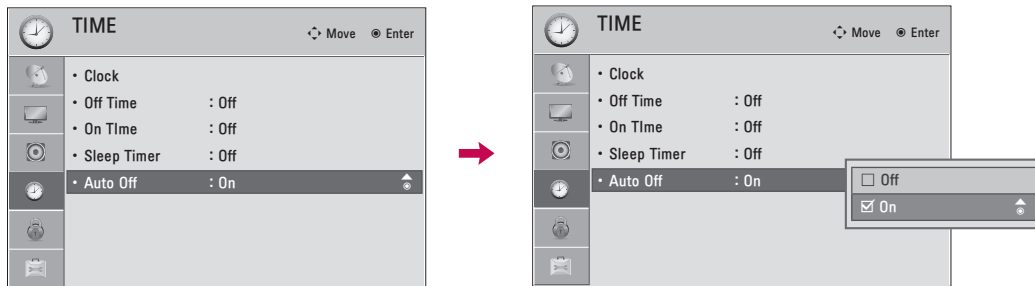 TIME
Move Enter
• Clock
• Off Time : Off
• On TIme : Off
• Sleep Timer : Off
• Auto Off : On
TIME
Move Enter
• Clock
• Off Time : Off
• On TIme : Off
• Sleep Timer : Off
• Auto Off : On
Off
On